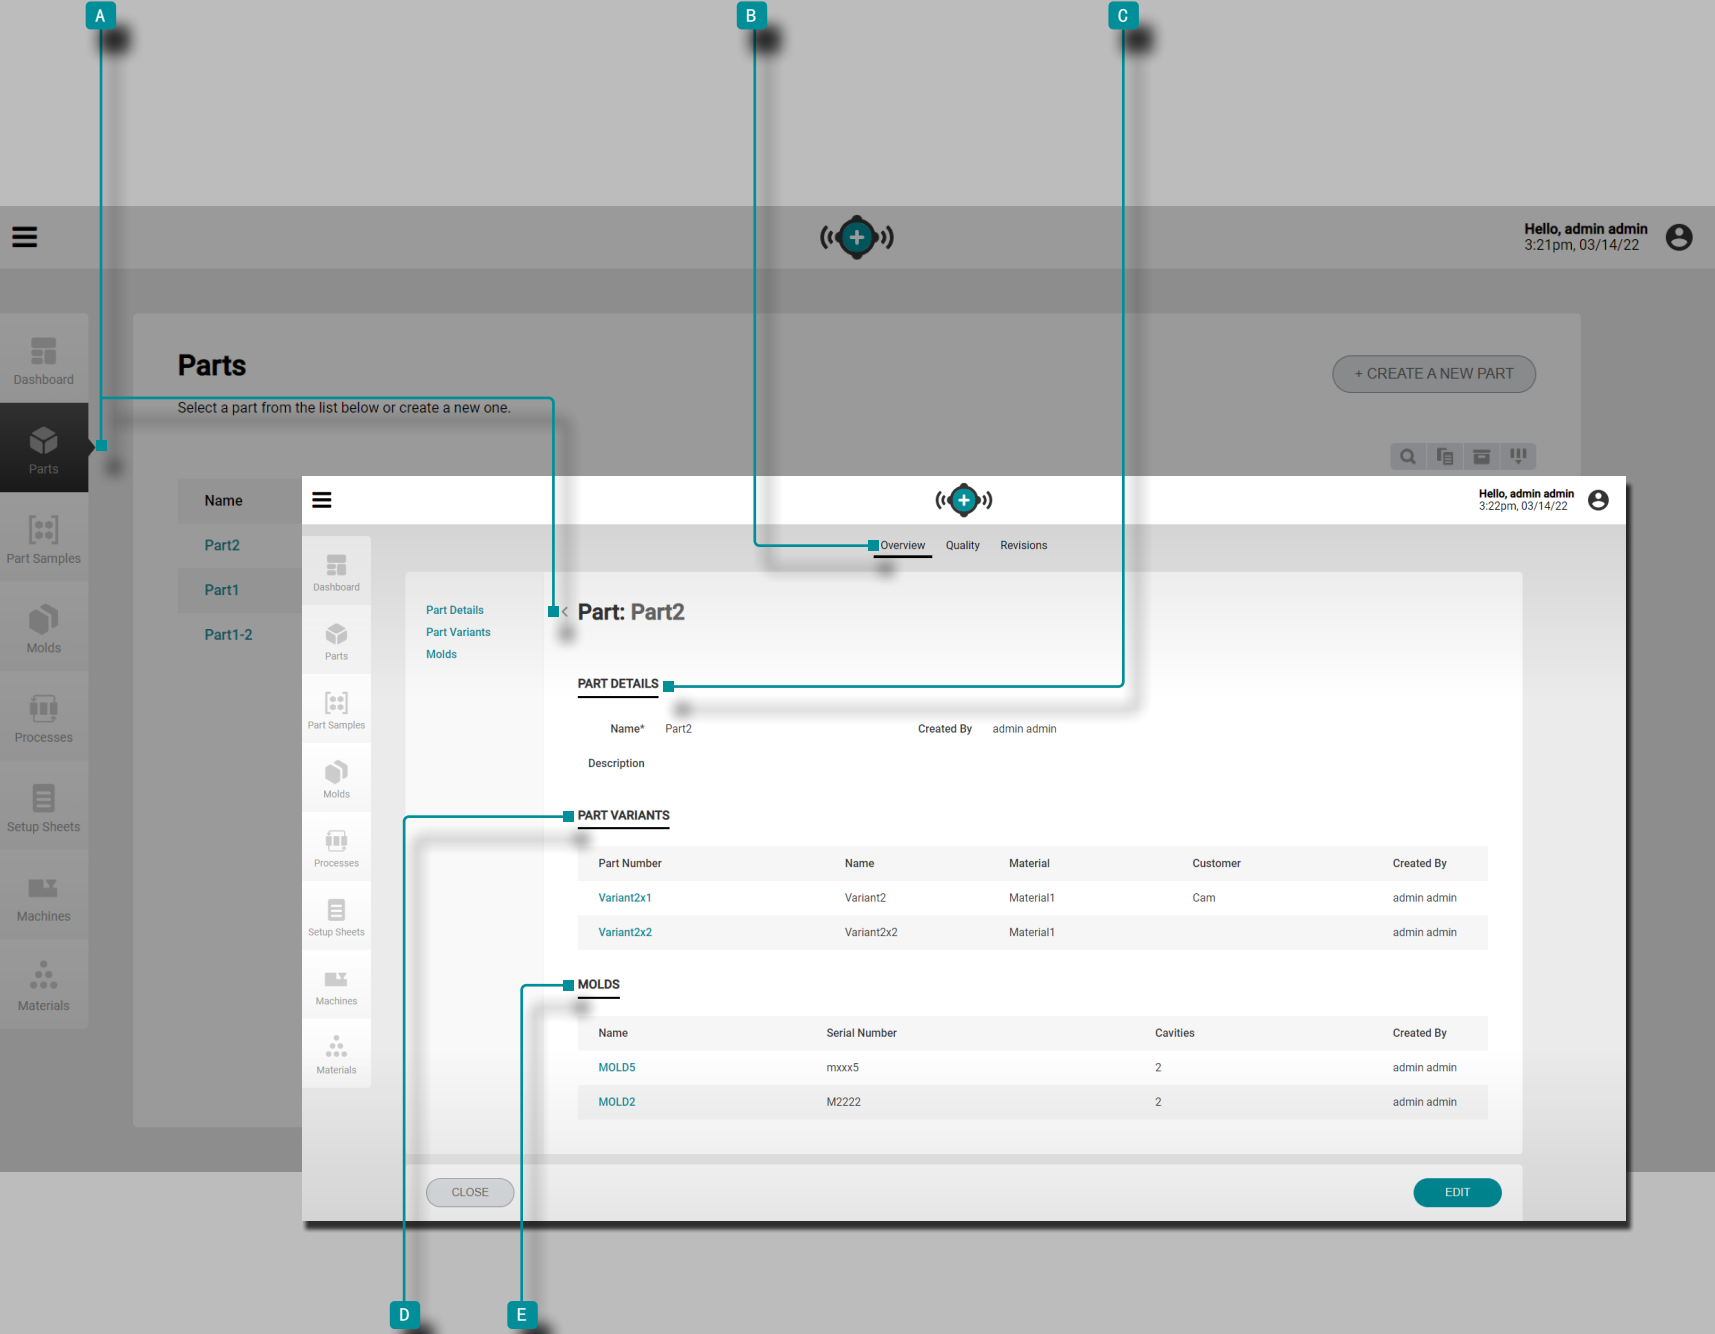 A
B
C
Hello, admin admin
3:21pm, 03/14/22
Dashboard
Parts
Part Samples
Molds
Processes
Setup Sheets
Machines
Materials
Parts
+ CREATE A NEW PART
Select a part from the list below or create a new one.
Name
Part2
Part1
Part1-2
Hello, admin admin
3:22pm, 03/14/22
Overview Quality Revisions
Dashboard
Parts
Part Samples
Molds
Processes
Setup Sheets
Machines
Materials
Part Details
Part Variants
Molds
< Part: Part2
PART DETAILS
Name* Part2 Created By admin admin
Description
PART VARIANTS
Part Number Name Material Customer Created By
Variant2x1 Variant2 Material1 Cam admin admin
Variant2x2 Variant2x2 Material1 admin admin
MOLDS
Name Serial Number Cavities Created By
MOLD5 mxxx5 2 admin admin
MOLD2 M2222 2 admin admin
CLOSE
EDIT
D
E